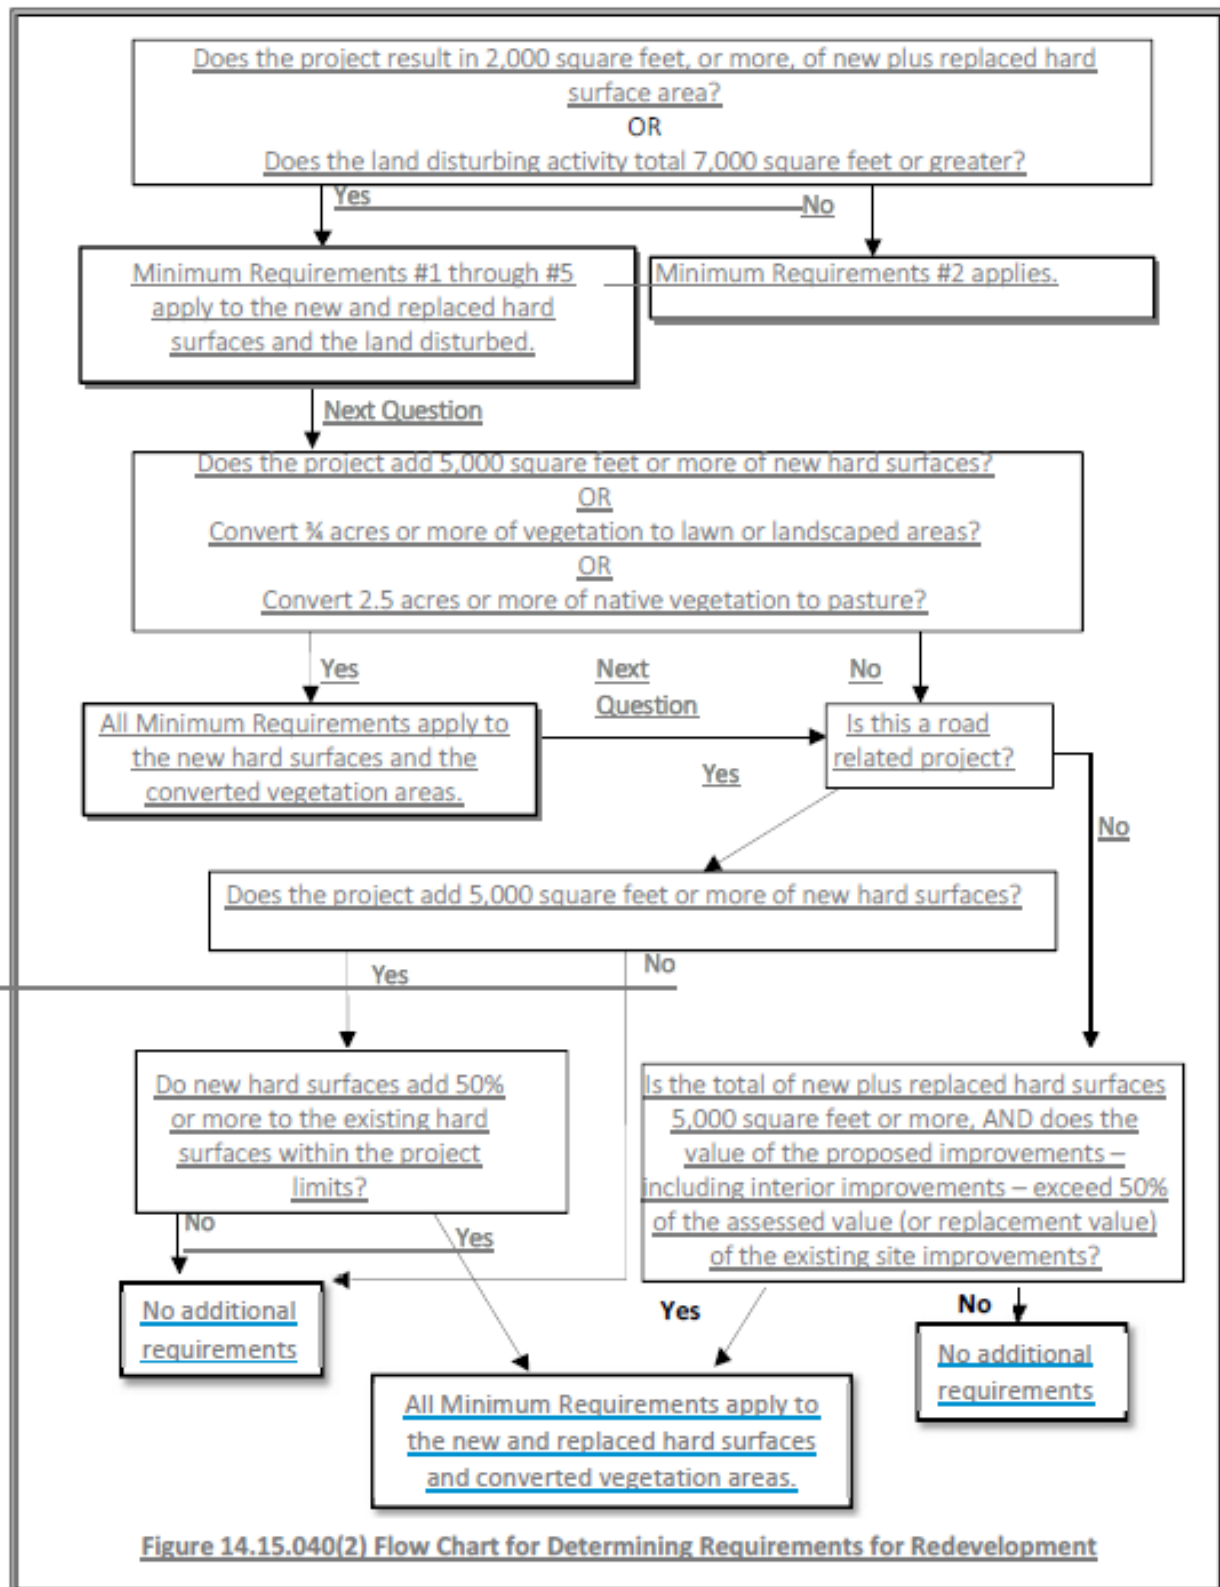 Does the project result in 2,000 square feet, or more, of new plus replaced hard
surface area?
OR
Does the land disturbing activity total 7,000 square feet or greater?
Yes
No
Minimum Requirements #1 through #5
apply to the new and replaced hard
surfaces and the land disturbed.
Minimum Requirements #2 applies.
Next Question
Does the project add 5,000 square feet or more of new hard surfaces?
OR
Convert ¾ acres or more of vegetation to lawn or landscaped areas?
OR
Convert 2.5 acres or more of native vegetation to pasture?
Yes
Next
Question
No
All Minimum Requirements apply to
the new hard surfaces and the
converted vegetation areas.
Is this a road
related project?
Yes
No
Does the project add 5,000 square feet or more of new hard surfaces?
Yes
No
Do new hard surfaces add 50%
or more to the existing hard
surfaces within the project
limits?
Is the total of new plus replaced hard surfaces
5,000 square feet or more, AND does the
value of the proposed improvements –
including interior improvements – exceed 50%
of the assessed value (or replacement value)
of the existing site improvements?
No
Yes
Yes
No
No additional
requirements
No additional
requirements
All Minimum Requirements apply to
the new and replaced hard surfaces
and converted vegetation areas.
Figure 14.15.040(2) Flow Chart for Determining Requirements for Redevelopment